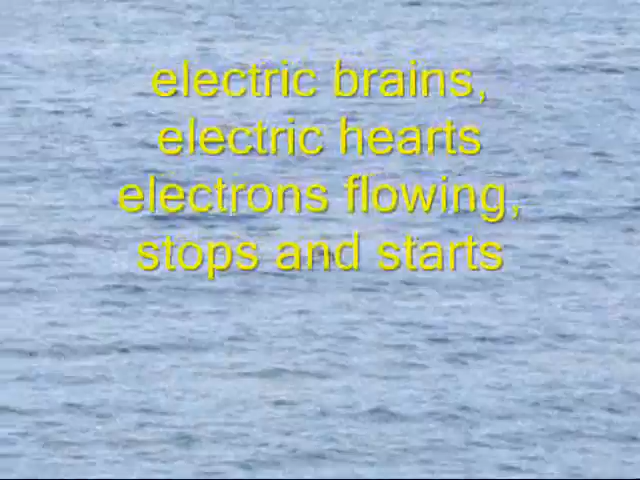 electric brains,
electric hearts
electrons flowing,
stops and starts